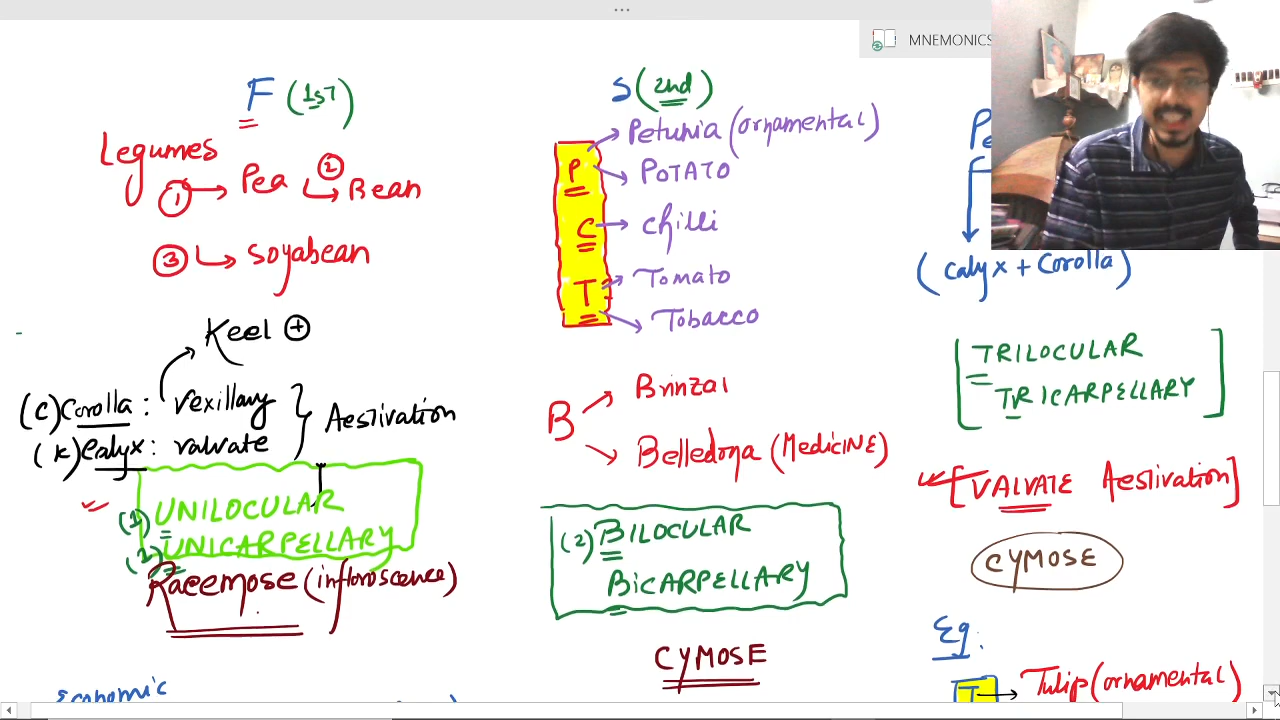 MNEMONICS
F (1st)
Legumes
① → Pea ② → Bean
③ → Soyabean
Keel ⊕
(C) Corolla : Vexillary
(K) Calyx : valvate
Aestivation
(1) UNILOCULAR
(2) UNICARPELLARY
Racemose (infloroscence)
Economic
S (2nd)
P → Petunia (Ornamental)
→ POTATO
C → chilli
T → Tomato
→ Tobacco
B → Brinzal
→ Belledona (MedicINE)
(2) BILOCULAR
BiCARPELLARY
CYMOSE
(Calyx + Corolla)
TRILOCULAR
TRICARPELLARY
[VALVATE Aestivation]
CYMOSE
Eg.
T → Tulip (ornamental)